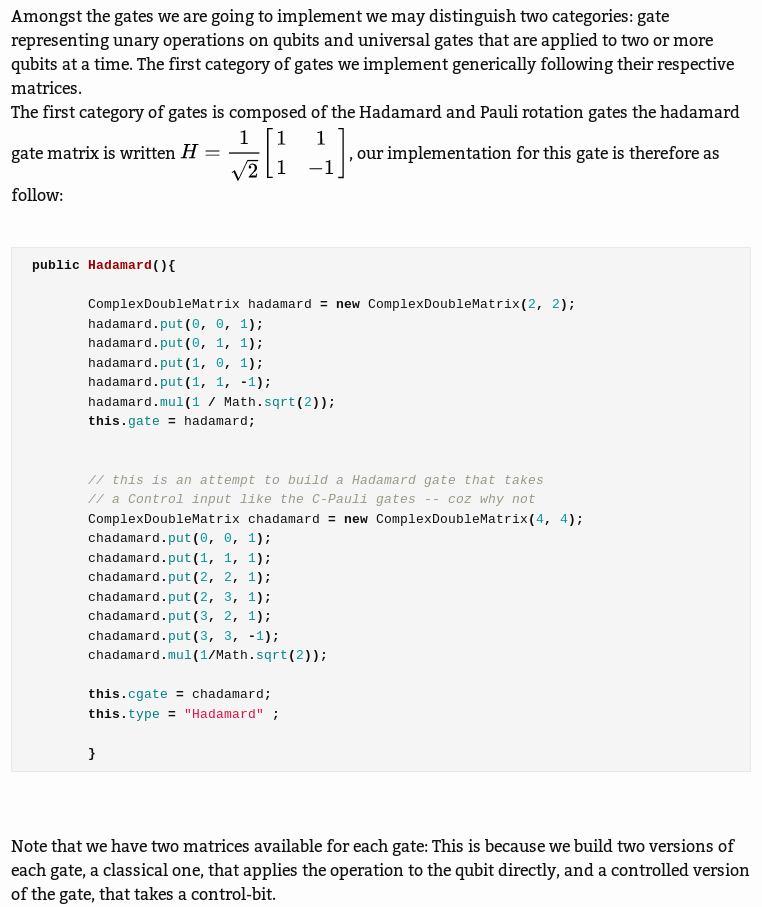 Amongst the gates we are going to implement we may distinguish two categories: gate
representing unary operations on qubits and universal gates that are applied to two or more
qubits at a time. The first category of gates we implement generically following their respective
matrices.
The first category of gates is composed of the Hadamard and Pauli rotation gates the hadamard
gate matrix is written H = \frac{1}{\sqrt{2}} \begin{bmatrix} 1 & 1 \\ 1 & -1 \end{bmatrix}, our implementation for this gate is therefore as
follow:
public Hadamard(){
ComplexDoubleMatrix hadamard = new ComplexDoubleMatrix(2, 2);
hadamard.put(0, 0, 1);
hadamard.put(0, 1, 1);
hadamard.put(1, 0, 1);
hadamard.put(1, 1, -1);
hadamard.mul(1 / Math.sqrt(2));
this.gate = hadamard;
// this is an attempt to build a Hadamard gate that takes
// a Control input like the C-Pauli gates -- coz why not
ComplexDoubleMatrix chadamard = new ComplexDoubleMatrix(4, 4);
chadamard.put(0, 0, 1);
chadamard.put(1, 1, 1);
chadamard.put(2, 2, 1);
chadamard.put(2, 3, 1);
chadamard.put(3, 2, 1);
chadamard.put(3, 3, -1);
chadamard.mul(1/Math.sqrt(2));
this.cgate = chadamard;
this.type = "Hadamard" ;
}
Note that we have two matrices available for each gate: This is because we build two versions of
each gate, a classical one, that applies the operation to the qubit directly, and a controlled version
of the gate, that takes a control-bit.